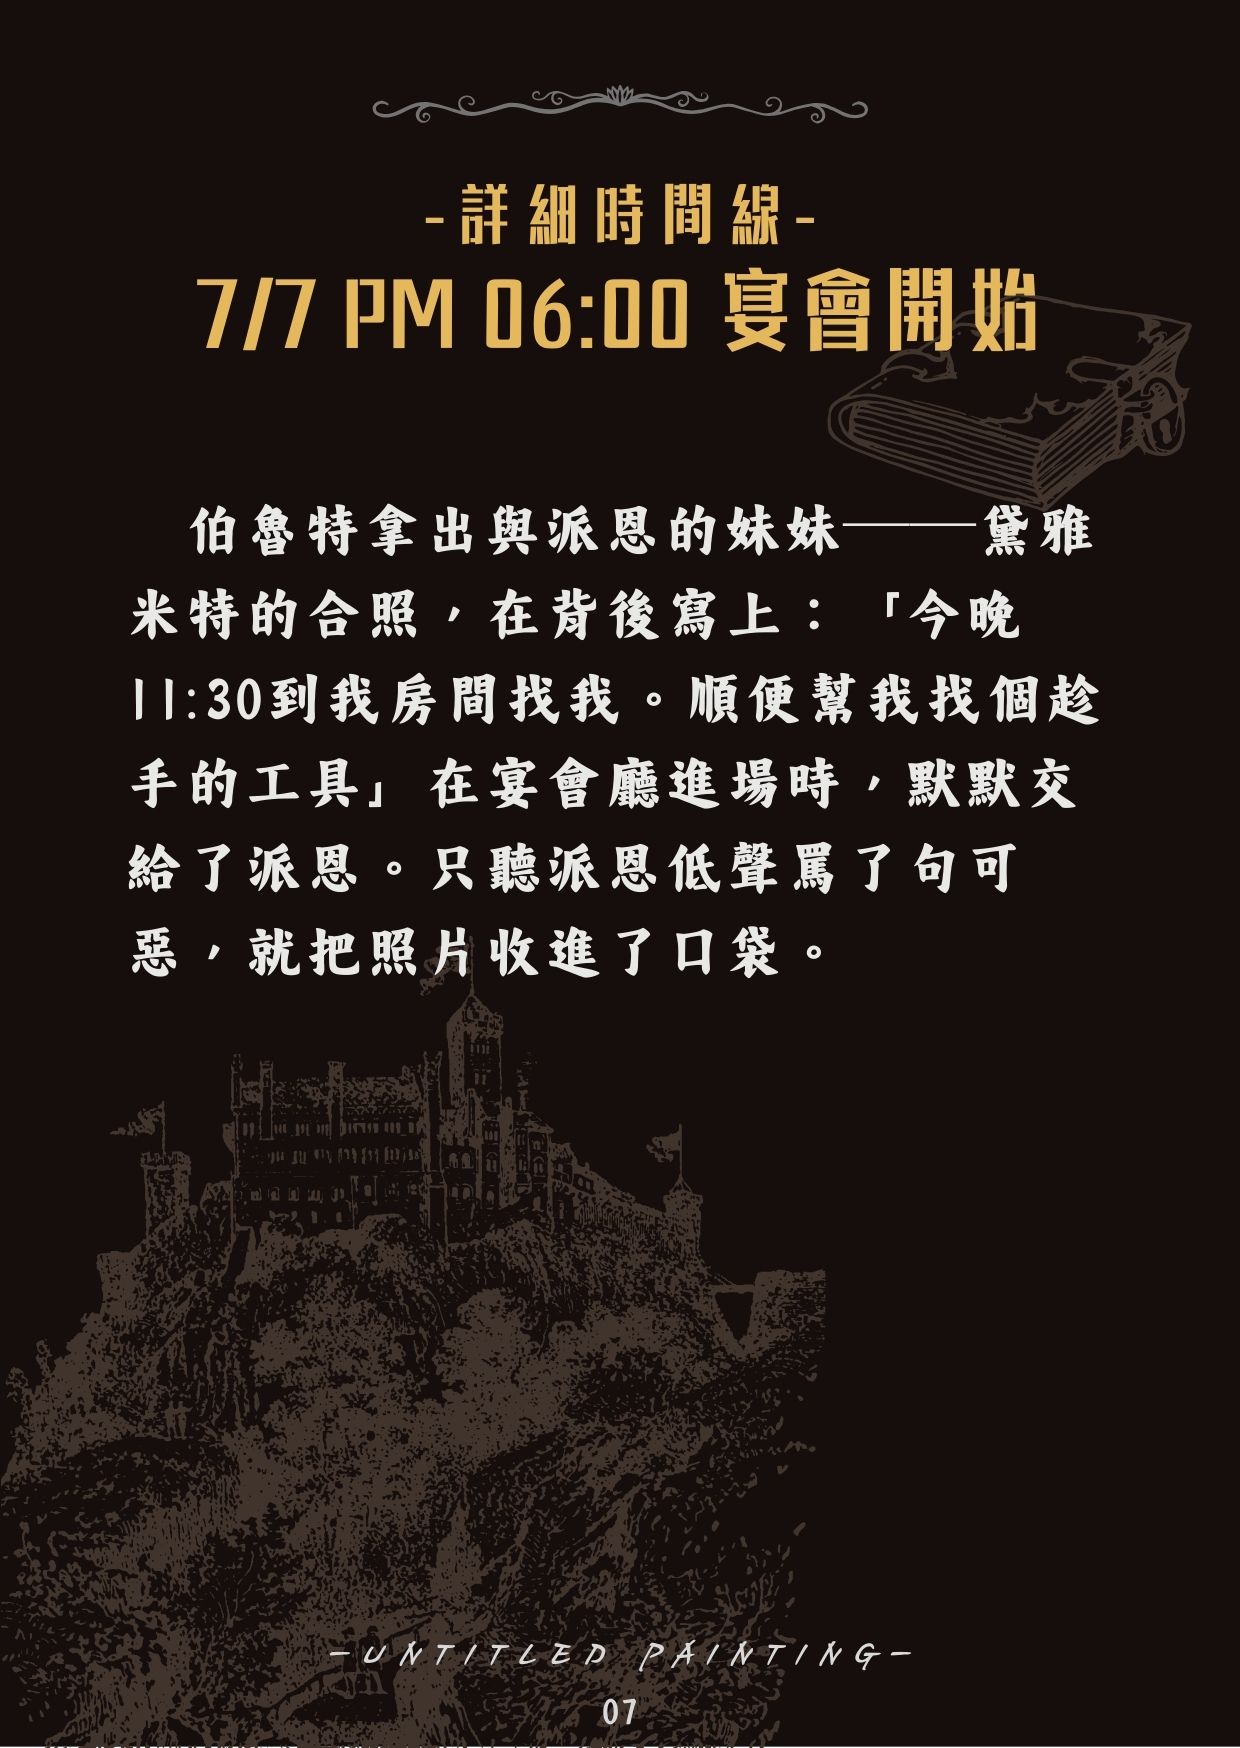 -詳細時間線-
7/7 PM 06:00 宴會開始
伯魯特拿出與派恩的妹妹──黛雅
米特的合照，在背後寫上：「今晚
11:30到我房間找我。順便幫我找個趁
手的工具」在宴會廳進場時，默默交
給了派恩。只聽派恩低聲罵了句可
惡，就把照片收進了口袋。
-UNTITLED PAINTING-
07